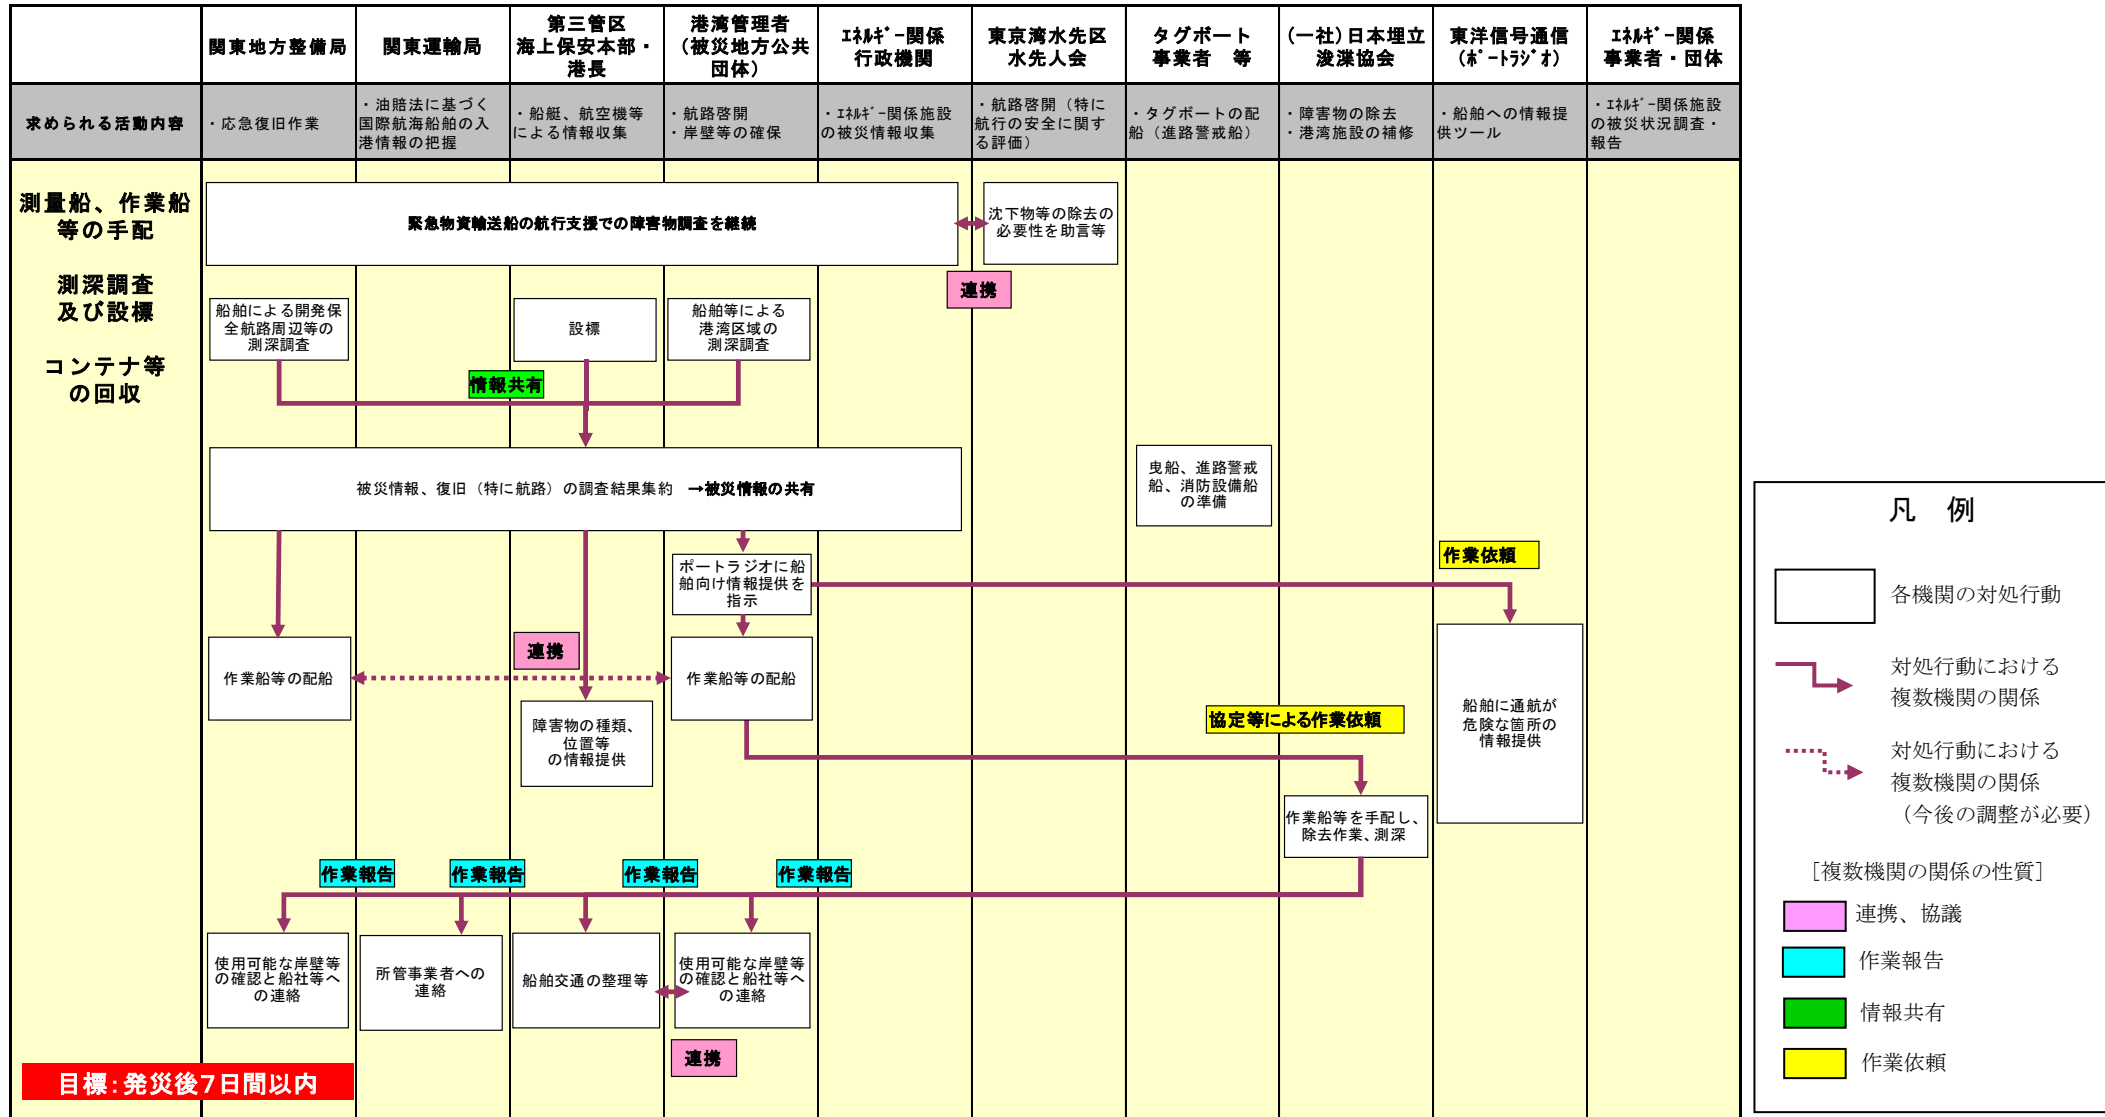 関東地方整備局
関東運輸局
第三管区
海上保安本部・
港長
港湾管理者
(被災地方公共
団体)
ｴﾈﾙｷﾞｰ関係
行政機関
東京湾水先区
水先人会
タグボート
事業者　等
(一社)日本埋立
浚渫協会
東洋信号通信
(ﾎﾟｰﾄﾗｼﾞｵ)
ｴﾈﾙｷﾞｰ関係
事業者・団体
求められる活動内容
・応急復旧作業
・油賠法に基づく
国際航海船舶の入
港情報の把握
・船艇、航空機等
による情報収集
・航路啓開
・岸壁等の確保
・ｴﾈﾙｷﾞｰ関係施設
の被災情報収集
・航路啓開（特に
航行の安全に関す
る評価）
・タグボートの配
船（進路警戒船）
・障害物の除去
・港湾施設の補修
・船舶への情報提
供ツール
・ｴﾈﾙｷﾞｰ関係施設
の被災状況調査・
報告
測量船、作業船
等の手配
測深調査
及び設標
コンテナ等
の回収
緊急物資輸送船の航行支援での障害物調査を継続
沈下物等の除去の
必要性を助言等
連携
船舶による開発保
全航路周辺等の
測深調査
設標
船舶等による
港湾区域の
測深調査
情報共有
被災情報、復旧（特に航路）の調査結果集約　→被災情報の共有
曳船、進路警戒
船、消防設備船
の準備
ポートラジオに船
舶向け情報提供を
指示
作業依頼
作業船等の配船
連携
作業船等の配船
障害物の種類、
位置等
の情報提供
協定等による作業依頼
船舶に通航が
危険な箇所の
情報提供
作業船等を手配し、
除去作業、測深
作業報告
作業報告
作業報告
作業報告
使用可能な岸壁等
の確認と船社等へ
の連絡
所管事業者への
連絡
船舶交通の整理等
使用可能な岸壁等
の確認と船社等へ
の連絡
連携
目標：発災後7日間以内
凡　例
各機関の対処行動
対処行動における
複数機関の関係
対処行動における
複数機関の関係
（今後の調整が必要）
［複数機関の関係の性質］
連携、協議
作業報告
情報共有
作業依頼